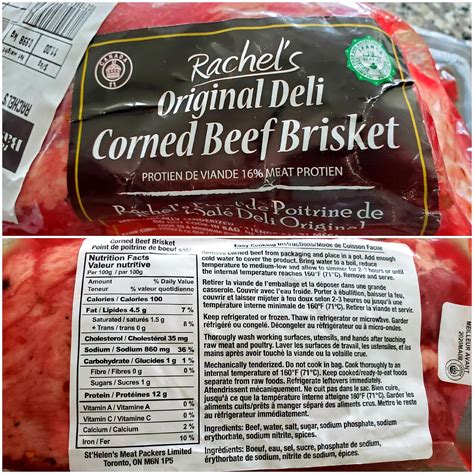 CANADA
11
Rachel's
Original Deli
Corned Beef Brisket
PROTIEN DE VIANDE 16% MEAT PROTIEN
de Poitrine de
Deli Original
Corned Beef Brisket
Point de poitrine de boeuf
Nutrition Facts
Valeur nutritive
Per 100g / par 100g
Amount % Daily Value
Teneur % valeur quotidienne
Calories / Calories 100
Fat / Lipides 4.5 g 7 %
Saturated / saturés 1.5 g
+ Trans / trans 0 g 8 %
Cholesterol / Cholestérol 35 mg
Sodium / Sodium 860 mg 36 %
Carbohydrate / Glucides 1 g 1 %
Fibre / Fibres 0 g 0 %
Sugars / Sucres 1 g
Protein / Protéines 12 g
Vitamin A / Vitamine A 0 %
Vitamin C / Vitamine C 0 %
Calcium / Calcium 2 %
Iron / Fer 10 %
St'Helen's Meat Packers Limited
Toronto, ON M6N 1P5
Easy Cooking Instructions/Mode de Cuisson Facile
Remove corned beef from packaging and place in a pot. Add enough
cold water to cover the product. Bring water to a boil, reduce
temperature to medium-low and allow to simmer for 2-3 hours or until
the internal temperature reaches 160°F (71°C). Remove and Serve.
Retirer la viande de l'emballage et la déposer dans une grande
casserole. Couvrir avec l'eau froide. Porter à ébullition, baisser le feu,
couvrir et laisser mijoter à feu doux selon 2-3 heures ou jusqu'à une
température interne minimale de 160°F (71°C). Retirer la viande et servir.
Keep refrigerated or frozen. Thaw in refrigerator or microwave. Garder
réfrigéré ou congelé. Décongeler au réfrigérateur ou à micro-ondes.
Thoroughly wash working surfaces, utensils, and hands after touching
raw meat or poultry. Laver les surfaces de travail, les utensiles, et les
mains après avoir touché la viande ou la volaille crue.
Mechanically tenderized. Do not cook in bag. Cook thoroughly to an
internal temperature of 160°F (71°C). Keep cooked/ready-to-eat foods
separate from raw foods. Refrigerate leftovers immediately.
Attendrissement mécaniquement. Ne cuit pas dans le sac. Bien cuire,
jusqu'à ce que la température interne atteigne 160°F (71°C). Garder les
aliments cuits/prêt à manger séparé des aliments crus. Mettre le reste
au réfrigérateur immédiatement.
Ingredients: Beef, water, salt, sugar, sodium phosphate, sodium
erythorbate, sodium nitrite, spices.
Ingrédients: Boeuf, eau, sel, sucre, phosphate de sodium,
érythorbate de sodium, nitrite de sodium, épices.
MEILLEUR AVANT